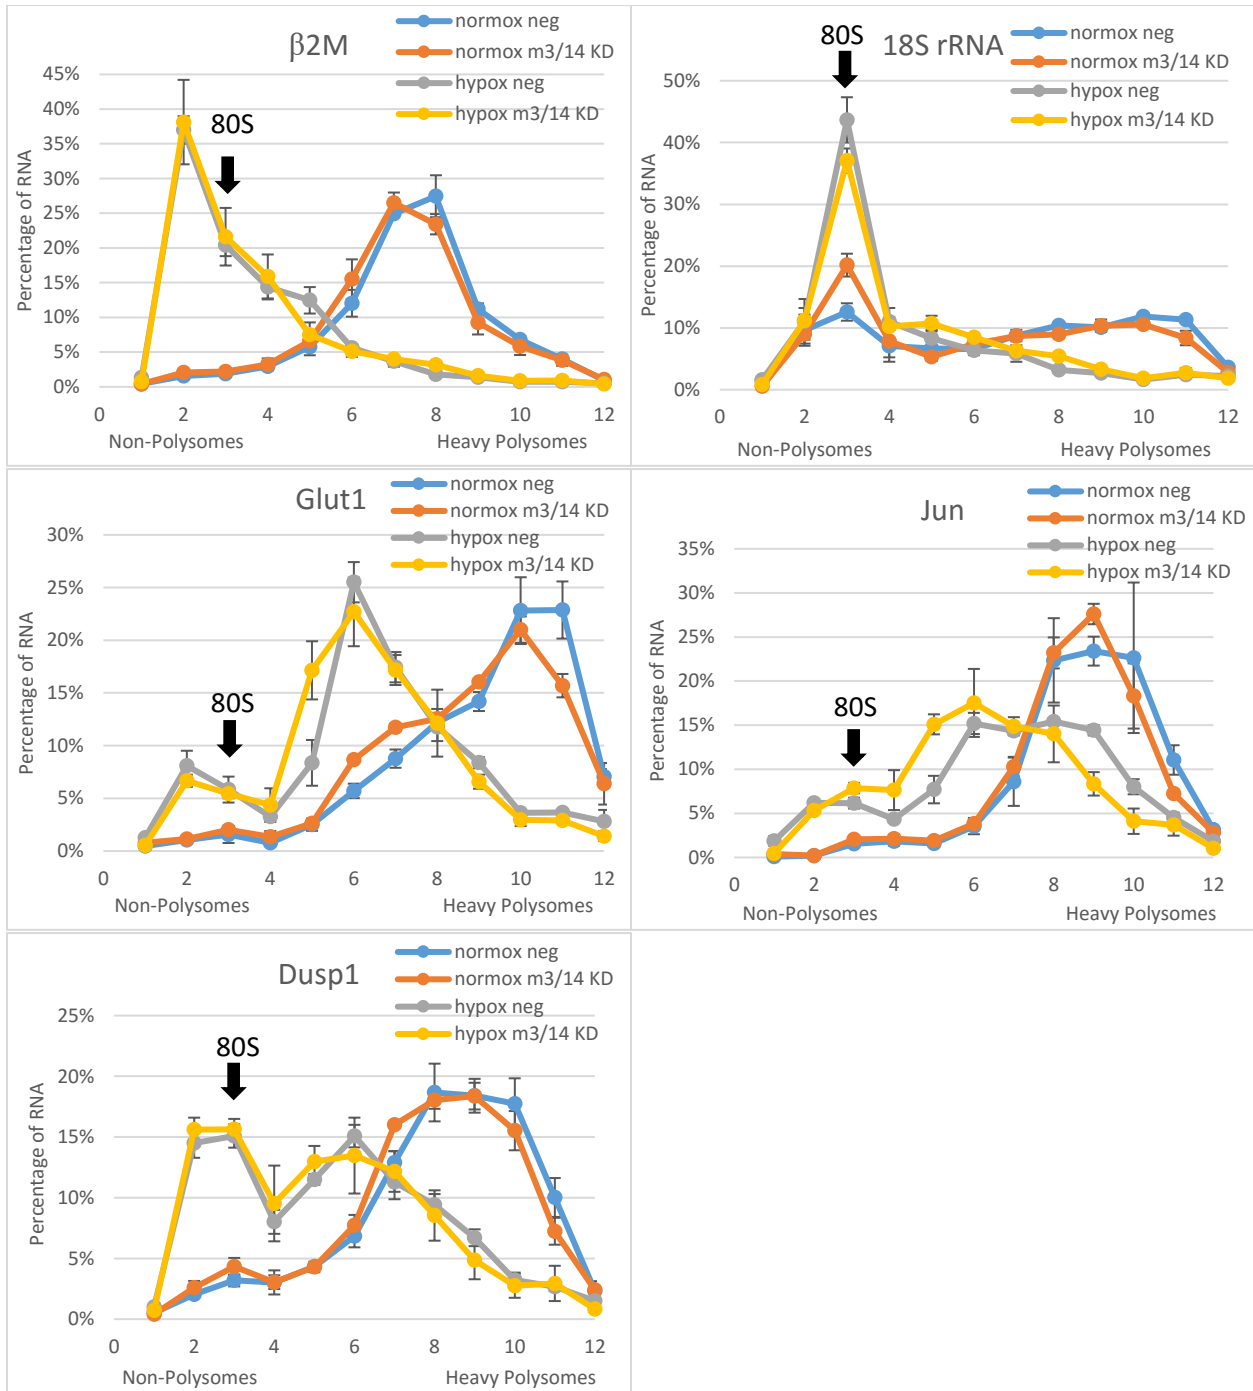 β2M
normox neg
normox m3/14 KD
hypox neg
hypox m3/14 KD
80S
Percentage of RNA
45%
40%
35%
30%
25%
20%
15%
10%
5%
0%
0 2 4 6 8 10 12
Non-Polysomes Heavy Polysomes
80S
18S rRNA
normox neg
normox m3/14 KD
hypox neg
hypox m3/14 KD
Percentage of RNA
50%
40%
30%
20%
10%
0%
0 2 4 6 8 10 12
Non-Polysomes Heavy Polysomes
Glut1
normox neg
normox m3/14 KD
hypox neg
hypox m3/14 KD
80S
Percentage of RNA
30%
25%
20%
15%
10%
5%
0%
0 2 4 6 8 10 12
Non-Polysomes Heavy Polysomes
Jun
normox neg
normox m3/14 KD
hypox neg
hypox m3/14 KD
80S
Percentage of RNA
35%
30%
25%
20%
15%
10%
5%
0%
0 2 4 6 8 10 12
Non-Polysomes Heavy Polysomes
Dusp1
normox neg
normox m3/14 KD
hypox neg
hypox m3/14 KD
80S
Percentage of RNA
25%
20%
15%
10%
5%
0%
0 2 4 6 8 10 12
Non-Polysomes Heavy Polysomes